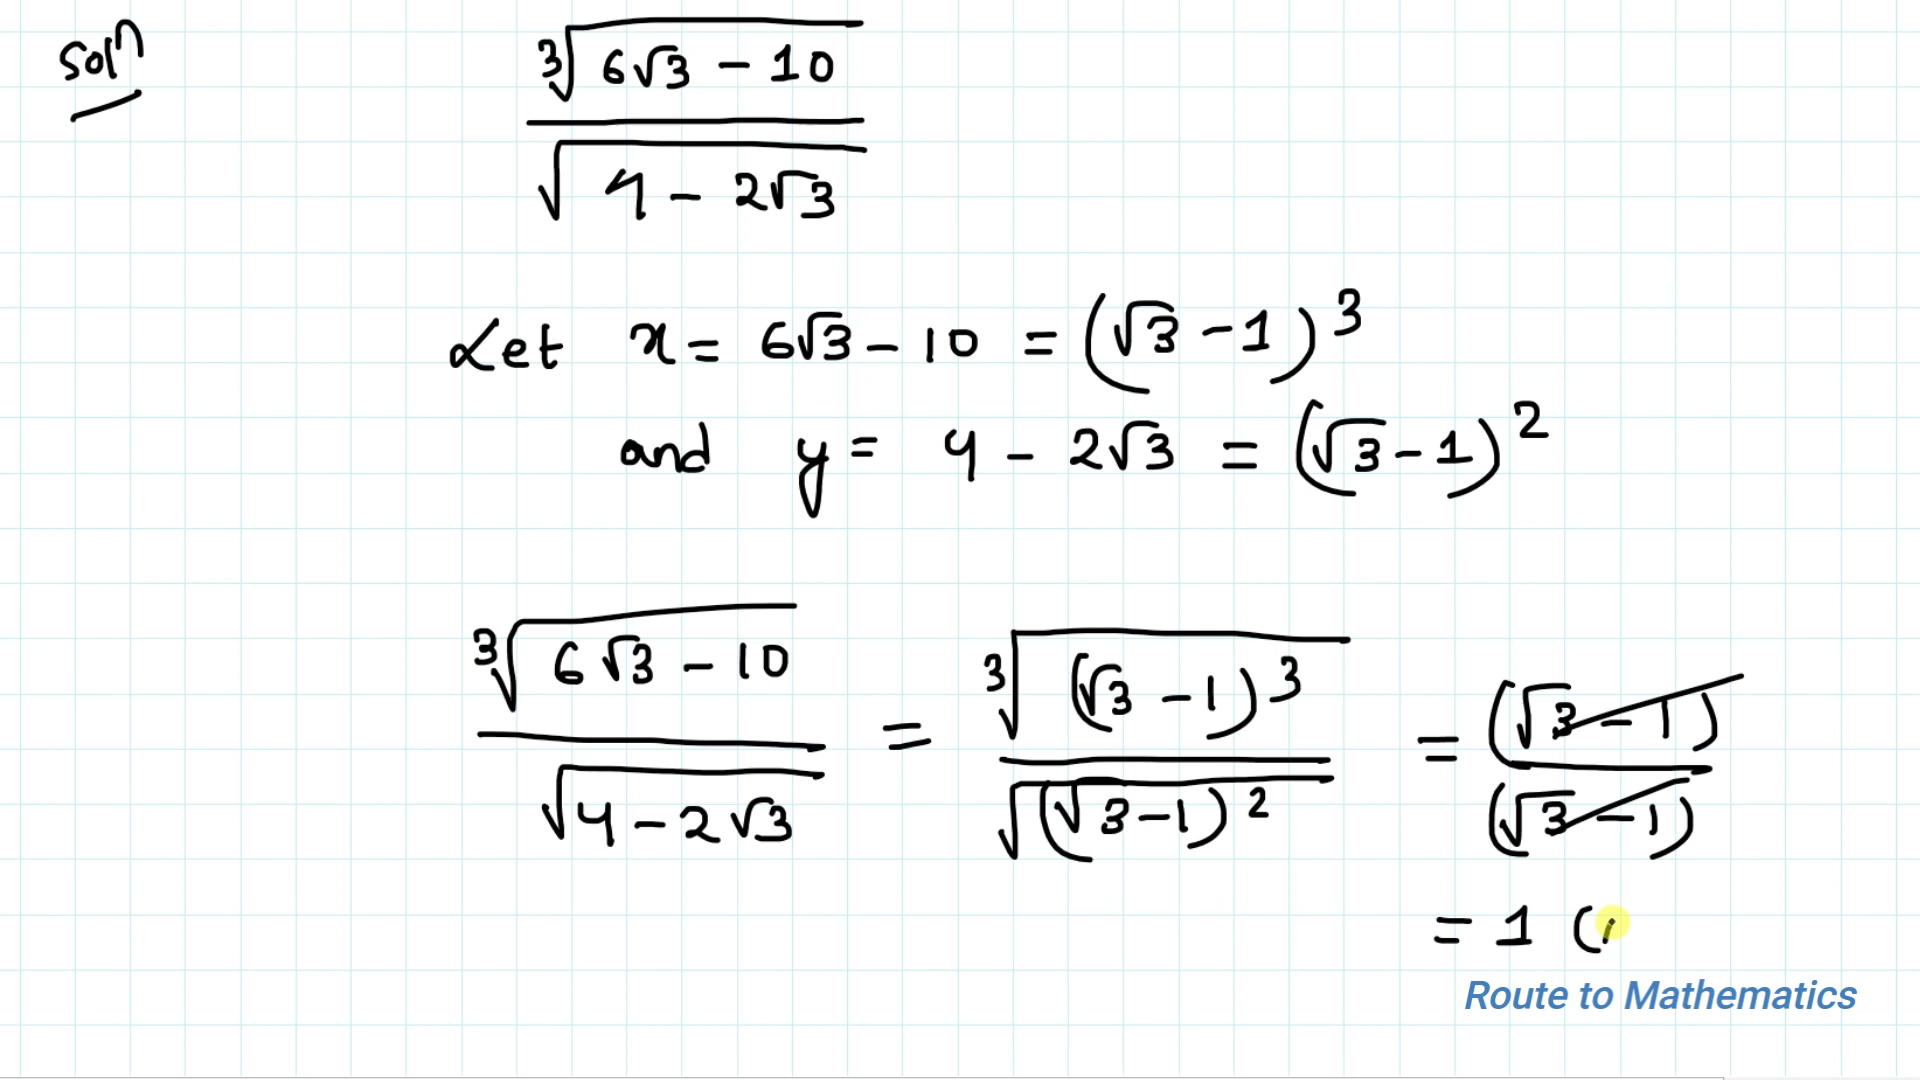 Solⁿ
∛(6√3 - 10) / √(4 - 2√3)
Let x = 6√3 - 10 = (√3 - 1)³
and y = 4 - 2√3 = (√3 - 1)²
∛(6√3 - 10) / √(4 - 2√3) = ∛((√3 - 1)³) / √((√3 - 1)²) = (√3 - 1) / (√3 - 1)
= 1 (
Route to Mathematics